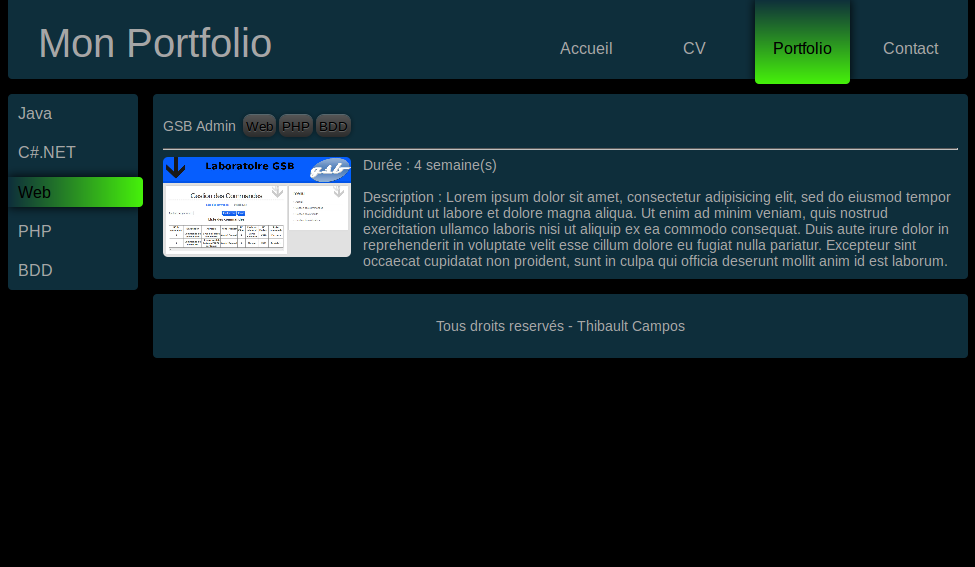 Mon Portfolio
Accueil
CV
Portfolio
Contact
Java
C#.NET
Web
PHP
BDD
GSB Admin Web PHP BDD
Laboratoire GSB
gsb
Gestion des Commandes
Durée : 4 semaine(s)
Description : Lorem ipsum dolor sit amet, consectetur adipisicing elit, sed do eiusmod tempor
incididunt ut labore et dolore magna aliqua. Ut enim ad minim veniam, quis nostrud
exercitation ullamco laboris nisi ut aliquip ex ea commodo consequat. Duis aute irure dolor in
reprehenderit in voluptate velit esse cillum dolore eu fugiat nulla pariatur. Excepteur sint
occaecat cupidatat non proident, sunt in culpa qui officia deserunt mollit anim id est laborum.
Tous droits reservés - Thibault Campos